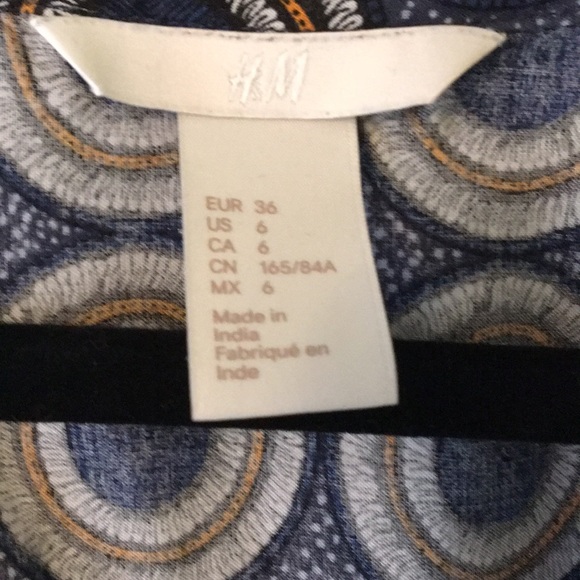 H&M
EUR 36
US 6
CA 6
CN 165/84A
MX 6
Made in
India
Fabriqué en
Inde